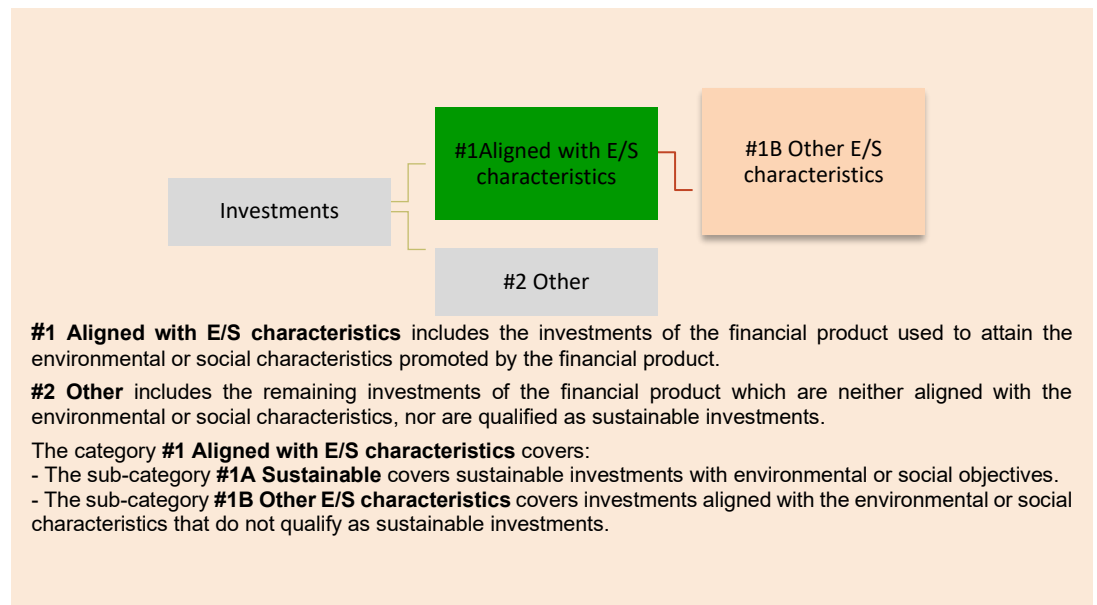 #1Aligned with E/S
characteristics
#1B Other E/S
characteristics
Investments
#2 Other
#1 Aligned with E/S characteristics includes the investments of the financial product used to attain the
environmental or social characteristics promoted by the financial product.
#2 Other includes the remaining investments of the financial product which are neither aligned with the
environmental or social characteristics, nor are qualified as sustainable investments.
The category #1 Aligned with E/S characteristics covers:
- The sub-category #1A Sustainable covers sustainable investments with environmental or social objectives.
- The sub-category #1B Other E/S characteristics covers investments aligned with the environmental or social
characteristics that do not qualify as sustainable investments.